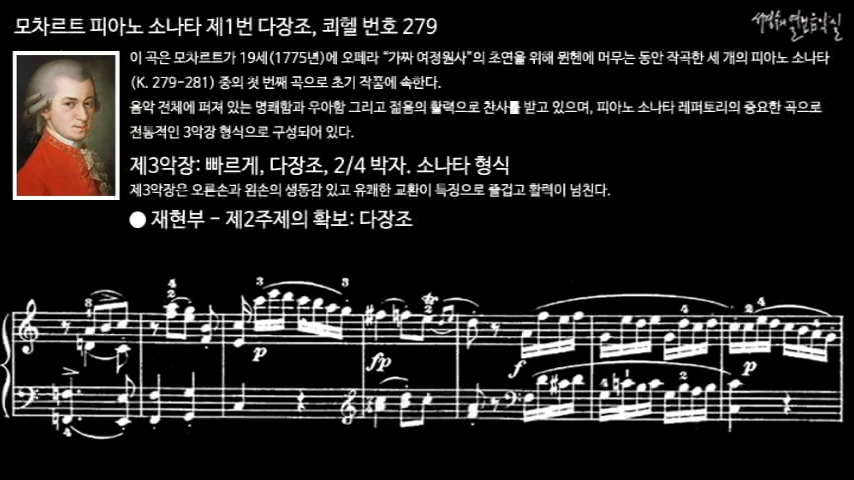 모차르트 피아노 소나타 제1번 다장조, 쾨헬 번호 279
이 곡은 모차르트가 19세(1775년)에 오페라 “가짜 여정원사”의 초연을 위해 뮌헨에 머무는 동안 작곡한 세 개의 피아노 소나타
(K. 279-281) 중의 첫 번째 곡으로 초기 작품에 속한다.
음악 전체에 퍼져 있는 명쾌함과 우아함 그리고 젊음의 활력으로 찬사를 받고 있으며, 피아노 소나타 레퍼토리의 중요한 곡으로
전통적인 3악장 형식으로 구성되어 있다.
제3악장: 빠르게, 다장조, 2/4 박자. 소나타 형식
제3악장은 오른손과 왼손의 생동감 있고 유쾌한 교환이 특징으로 즐겁고 활력이 넘친다.
● 재현부 - 제2주제의 확보: 다장조
p
fp
f
p